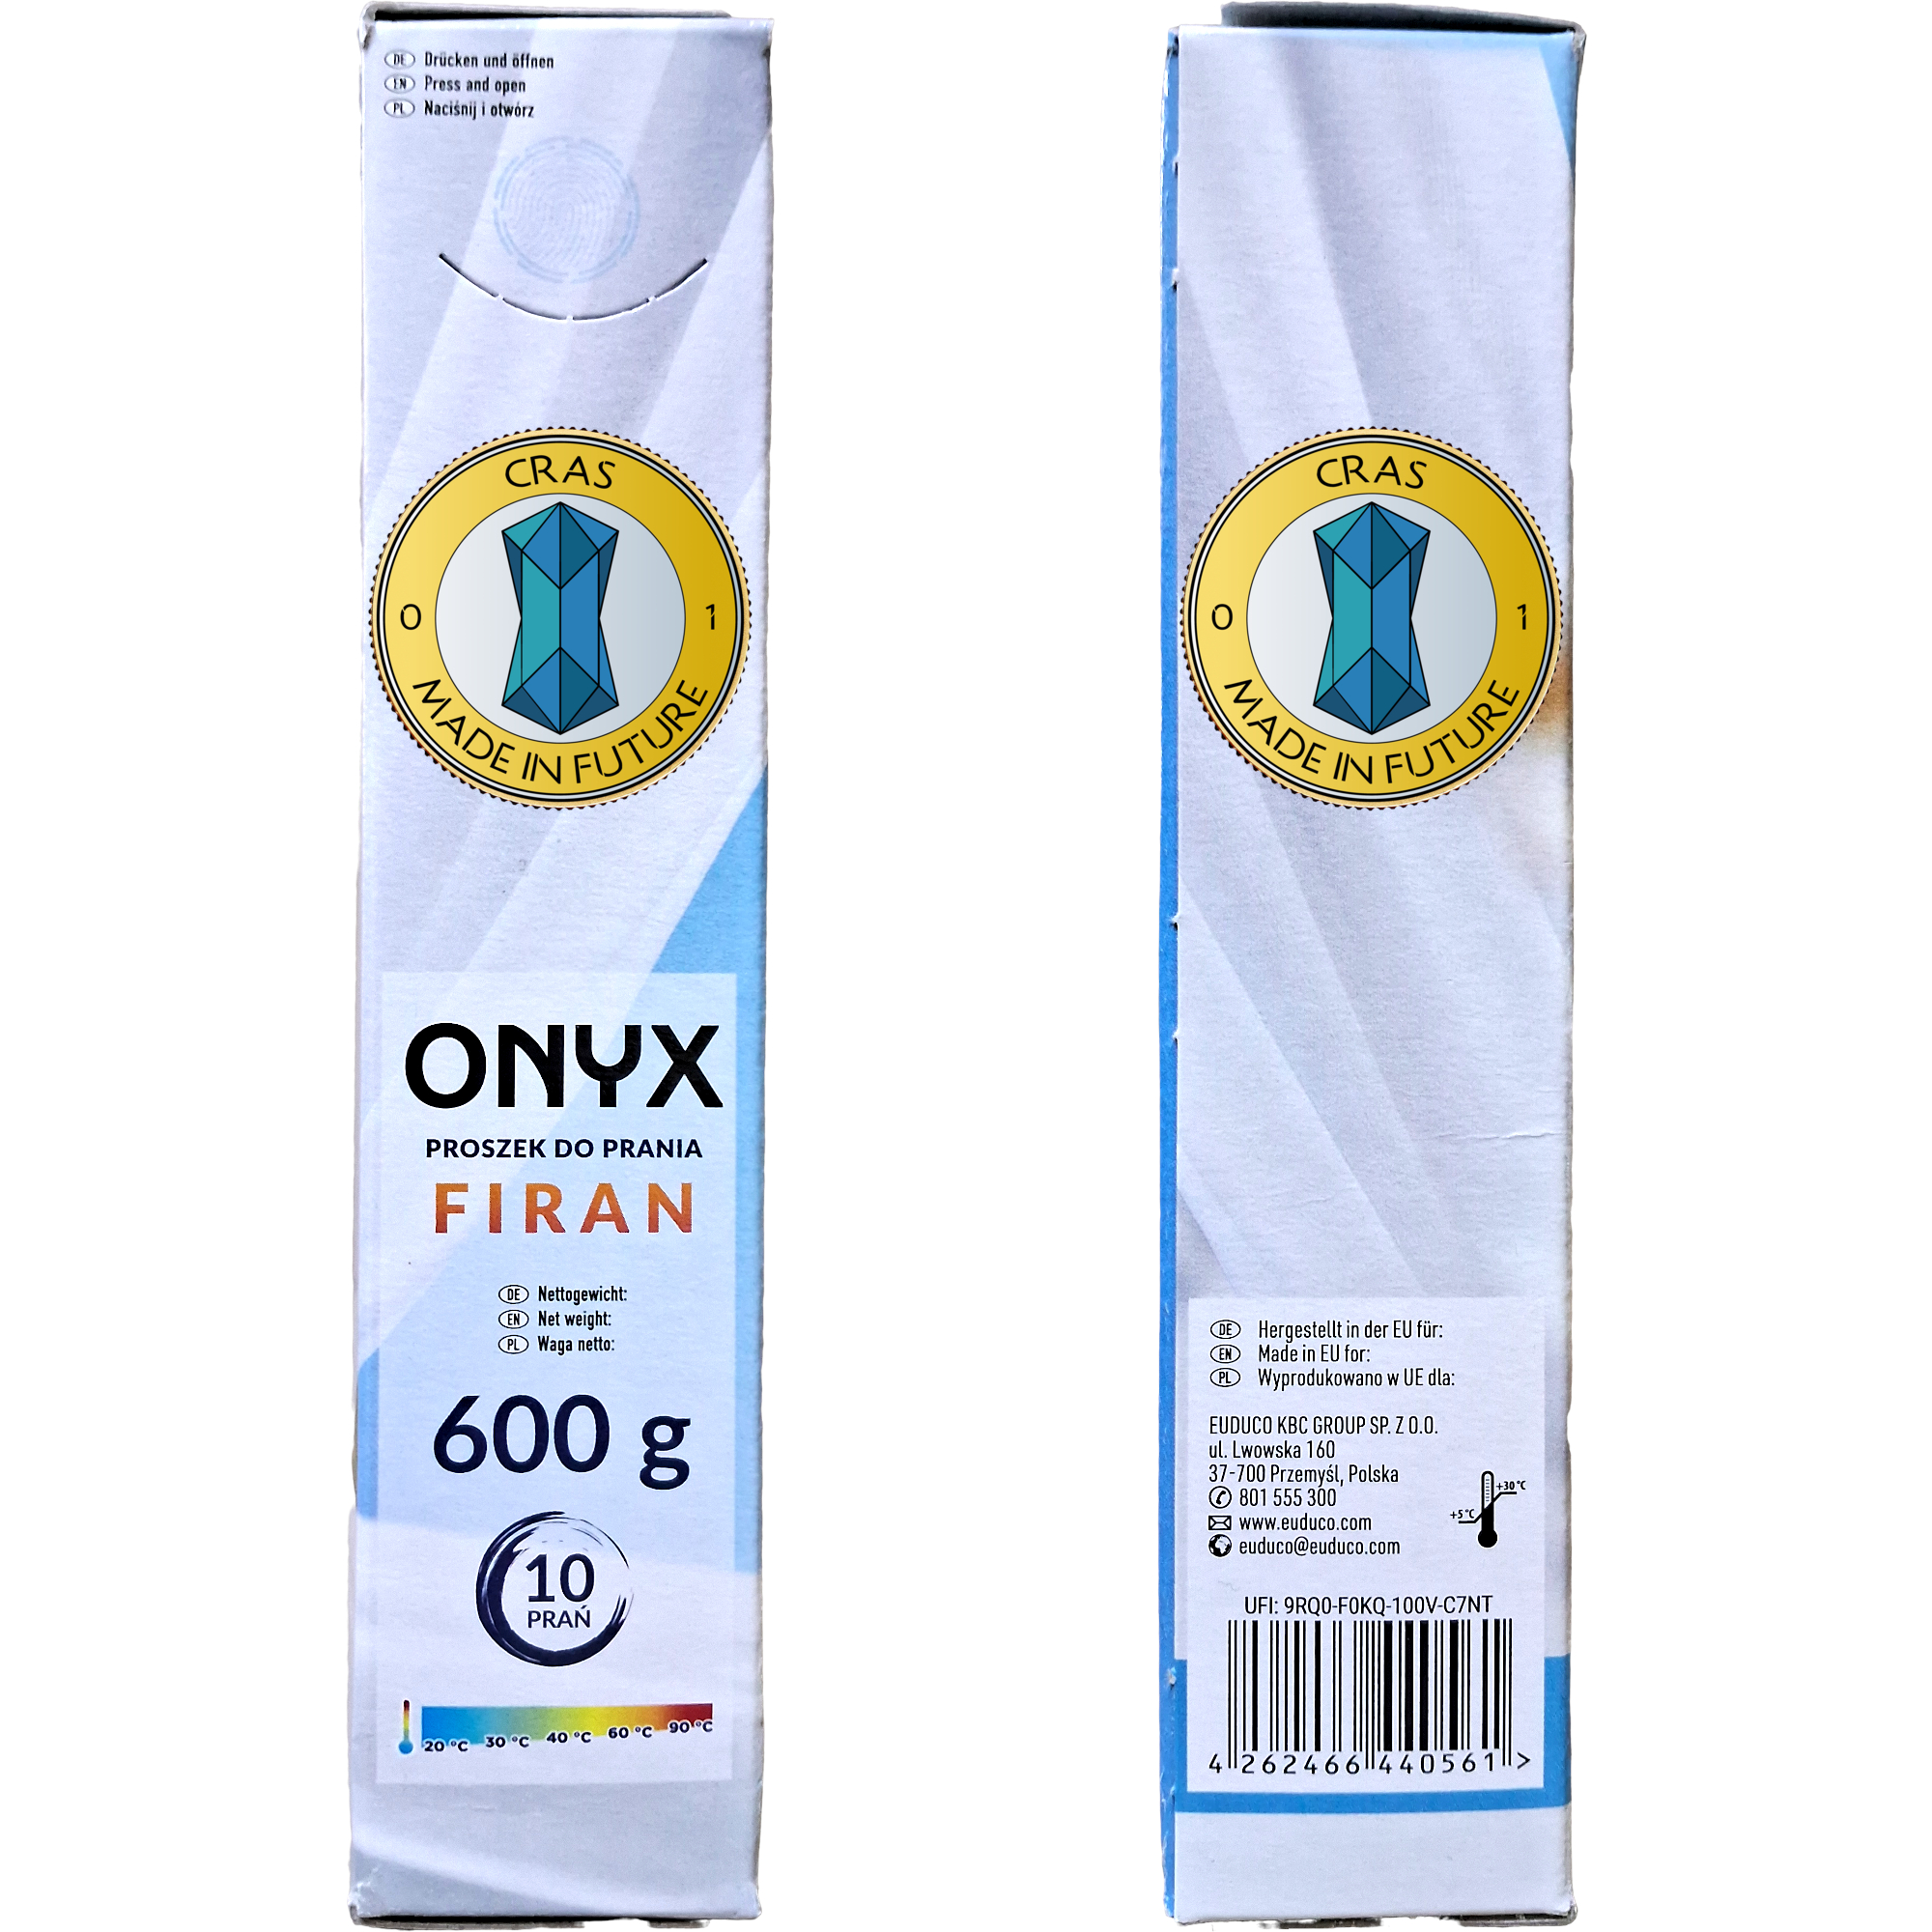 DE Drücken und öffnen
EN Press and open
PL Naciśnij i otwórz
CRAS
0 1
MADE IN FUTURE
ONYX
PROSZEK DO PRANIA
FIRAN
DE Nettogewicht:
EN Net weight:
PL Waga netto:
600 g
10
PRAŃ
20 °C 30 °C 40 °C 60 °C 90 °C
CRAS
0 1
MADE IN FUTURE
DE Hergestellt in der EU für:
EN Made in EU for:
PL Wyprodukowano w UE dla:
EUDUCO KBC GROUP SP. Z O.O.
ul. Lwowska 160
37-700 Przemyśl, Polska
801 555 300
www.euduco.com
euduco@euduco.com
+30 °C
+5 °C
UFI: 9RQ0-F0KQ-100V-C7NT
4 262466 440561 >